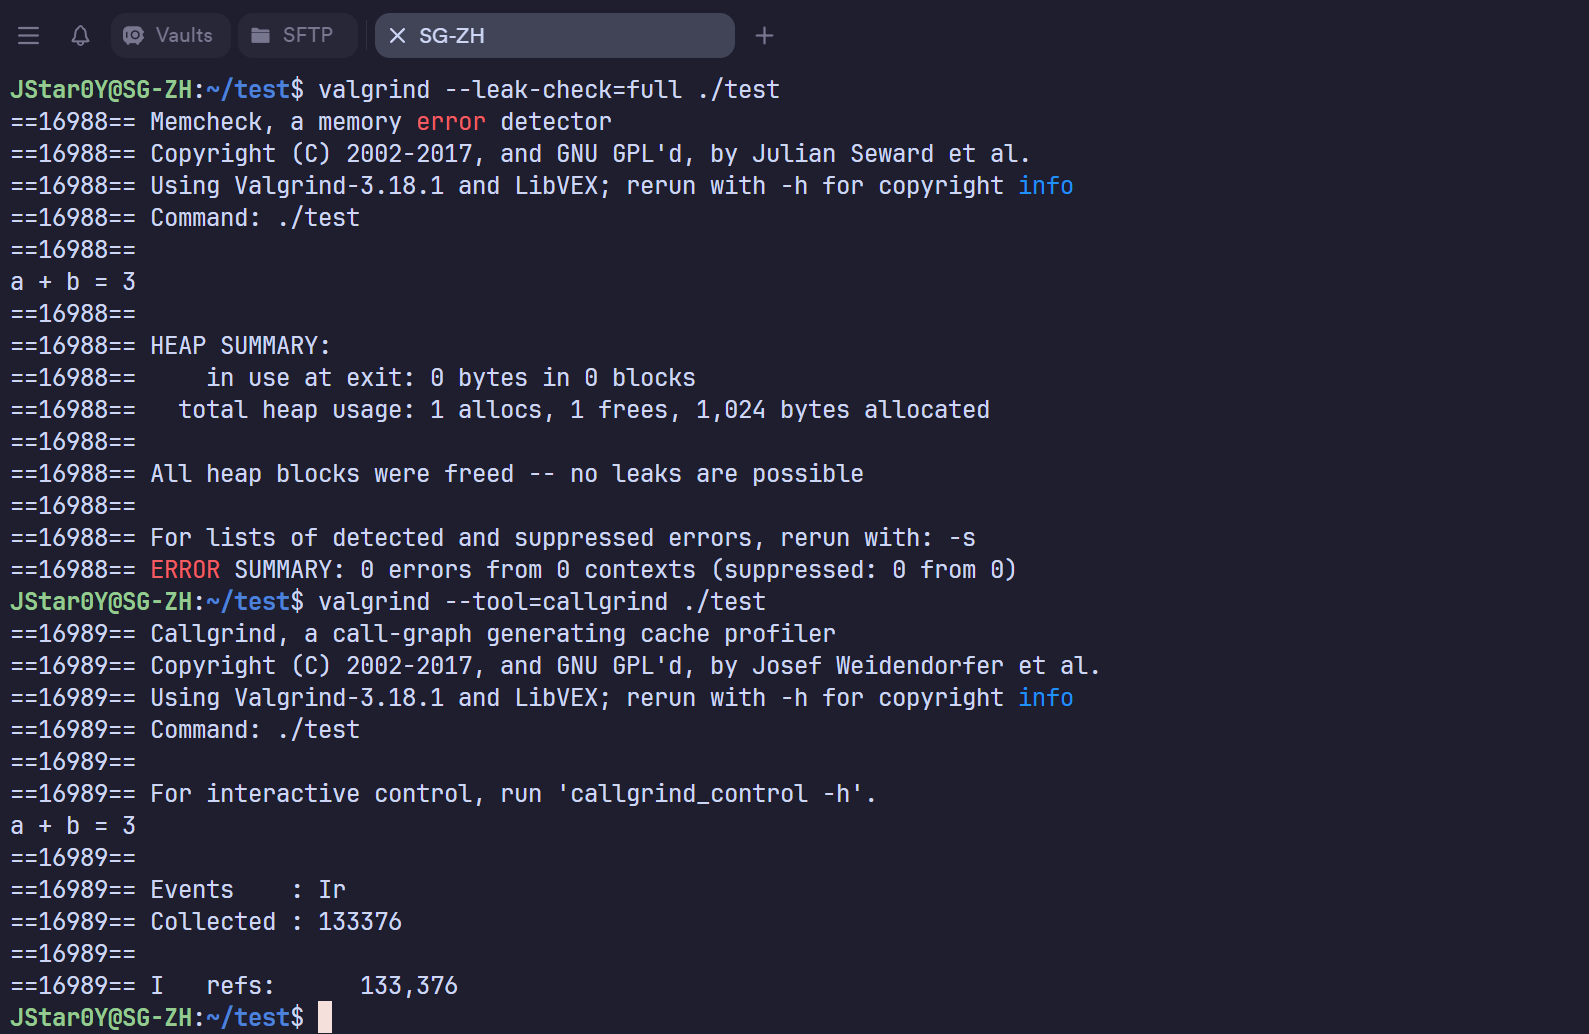 Vaults SFTP SG-ZH
JStar0Y@SG-ZH:~/test$ valgrind --leak-check=full ./test
==16988== Memcheck, a memory error detector
==16988== Copyright (C) 2002-2017, and GNU GPL'd, by Julian Seward et al.
==16988== Using Valgrind-3.18.1 and LibVEX; rerun with -h for copyright info
==16988== Command: ./test
==16988==
a + b = 3
==16988==
==16988== HEAP SUMMARY:
==16988==     in use at exit: 0 bytes in 0 blocks
==16988==   total heap usage: 1 allocs, 1 frees, 1,024 bytes allocated
==16988==
==16988== All heap blocks were freed -- no leaks are possible
==16988==
==16988== For lists of detected and suppressed errors, rerun with: -s
==16988== ERROR SUMMARY: 0 errors from 0 contexts (suppressed: 0 from 0)
JStar0Y@SG-ZH:~/test$ valgrind --tool=callgrind ./test
==16989== Callgrind, a call-graph generating cache profiler
==16989== Copyright (C) 2002-2017, and GNU GPL'd, by Josef Weidendorfer et al.
==16989== Using Valgrind-3.18.1 and LibVEX; rerun with -h for copyright info
==16989== Command: ./test
==16989==
==16989== For interactive control, run 'callgrind_control -h'.
a + b = 3
==16989==
==16989== Events    : Ir
==16989== Collected : 133376
==16989==
==16989== I   refs:      133,376
JStar0Y@SG-ZH:~/test$